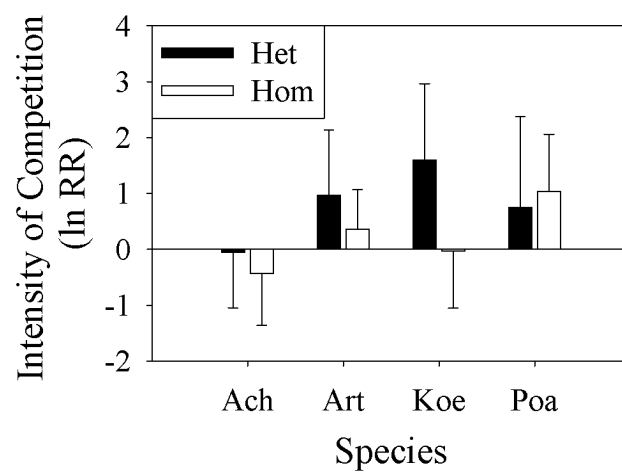 Intensity of Competition
(ln RR)
4
3
2
1
0
-1
-2
Het
Hom
Ach Art Koe Poa
Species